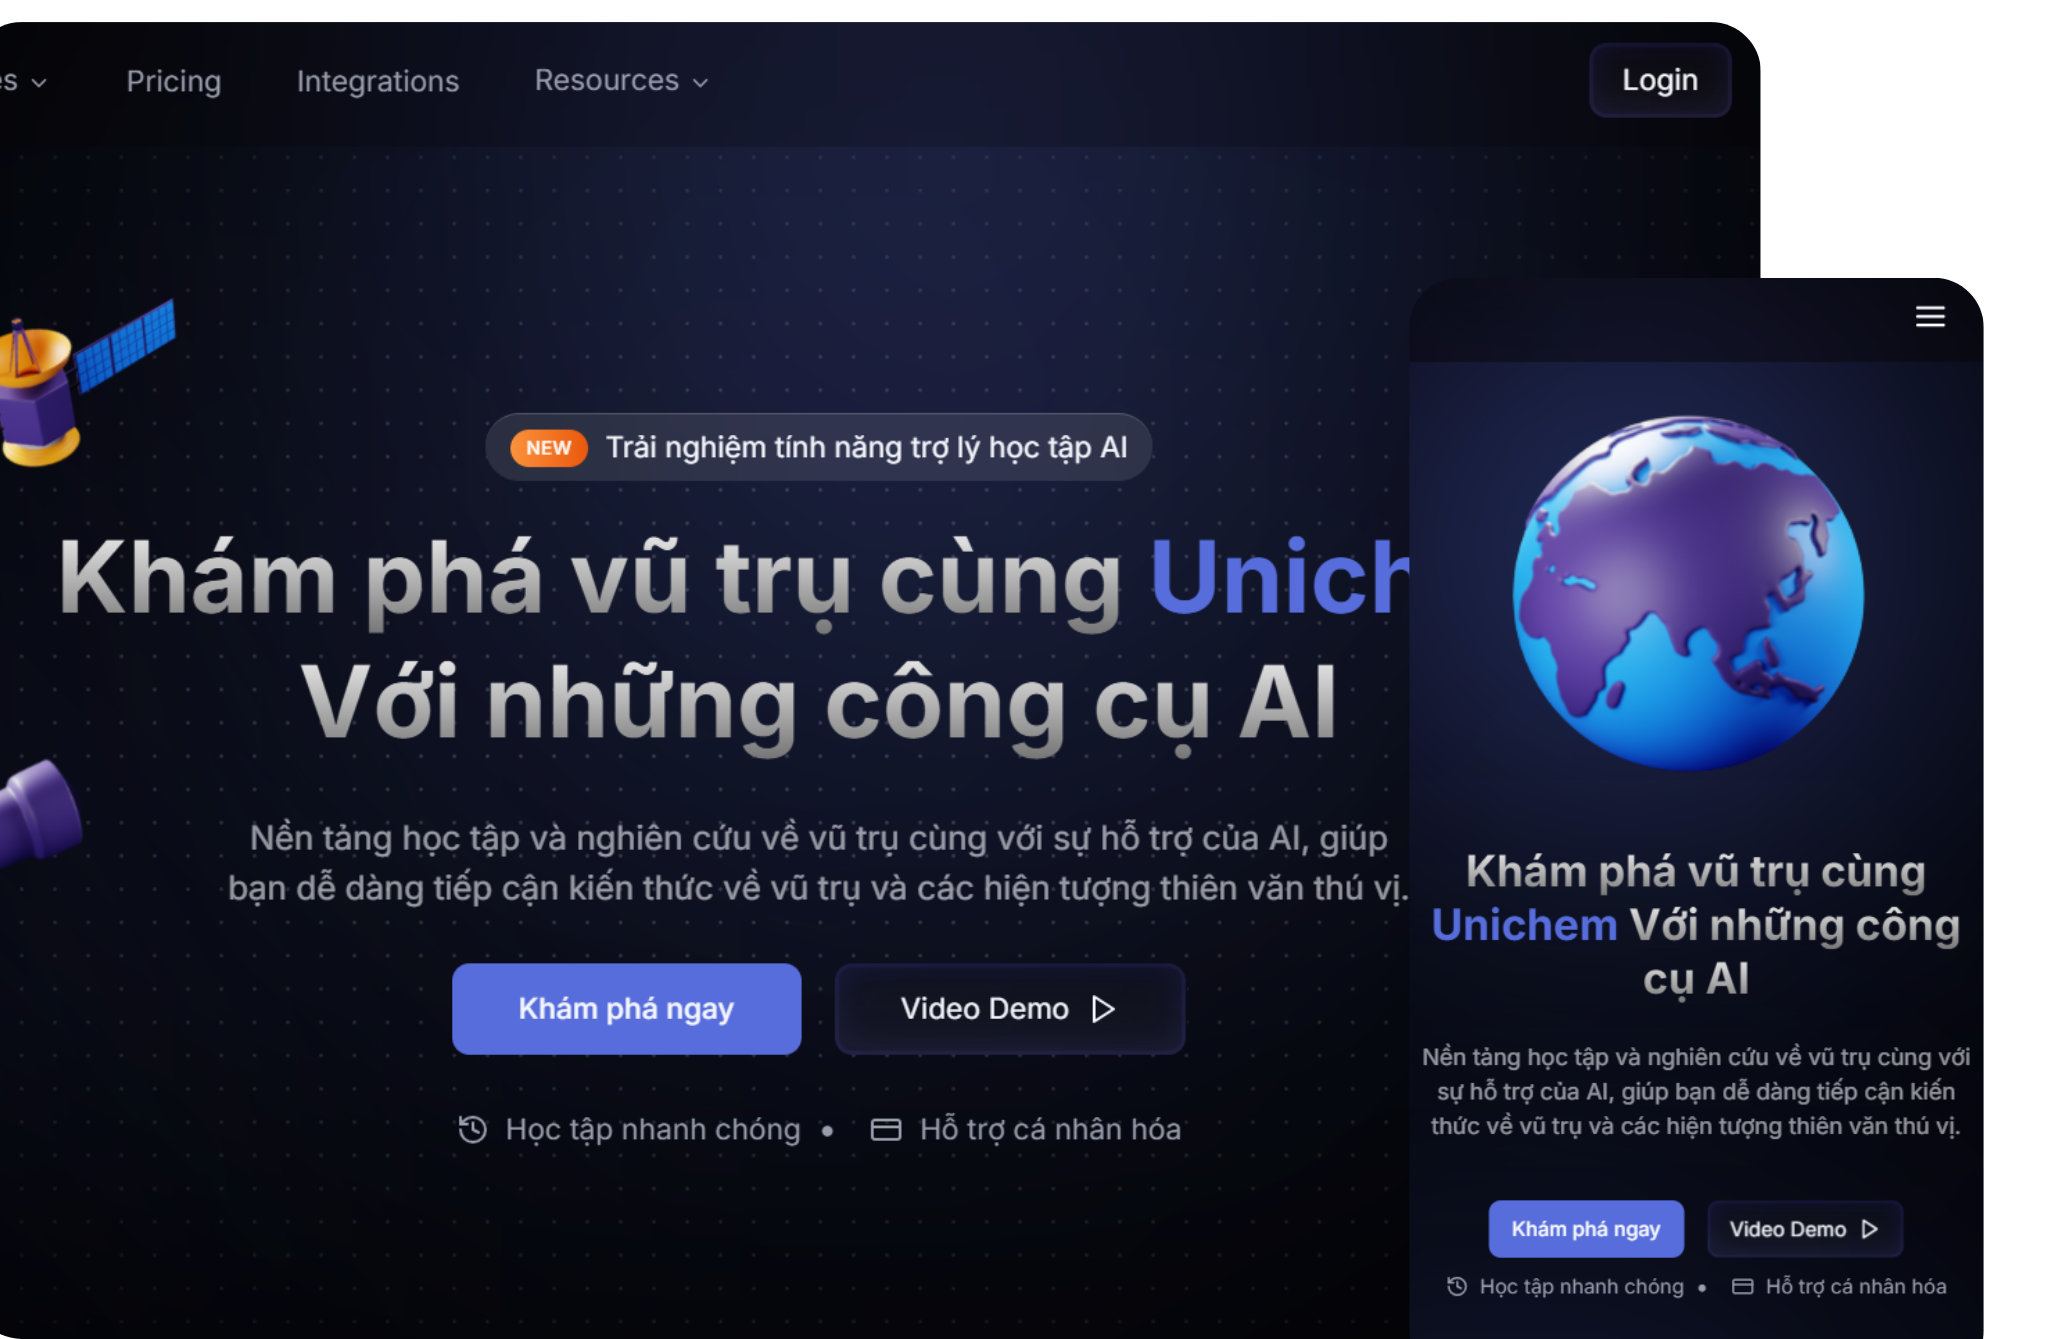 Pricing
Integrations
Resources
Login
NEW Trải nghiệm tính năng trợ lý học tập AI
Khám phá vũ trụ cùng
Với những công cụ AI
Nền tảng học tập và nghiên cứu về vũ trụ cùng với sự hỗ trợ của AI, giúp
bạn dễ dàng tiếp cận kiến thức về vũ trụ và các hiện tượng thiên văn thú vị.
Khám phá ngay
Video Demo
Học tập nhanh chóng • Hỗ trợ cá nhân hóa
Khám phá vũ trụ cùng
Unichem Với những công
cụ AI
Nền tảng học tập và nghiên cứu về vũ trụ cùng với
sự hỗ trợ của AI, giúp bạn dễ dàng tiếp cận kiến
thức về vũ trụ và các hiện tượng thiên văn thú vị.
Khám phá ngay
Video Demo
Học tập nhanh chóng • Hỗ trợ cá nhân hóa